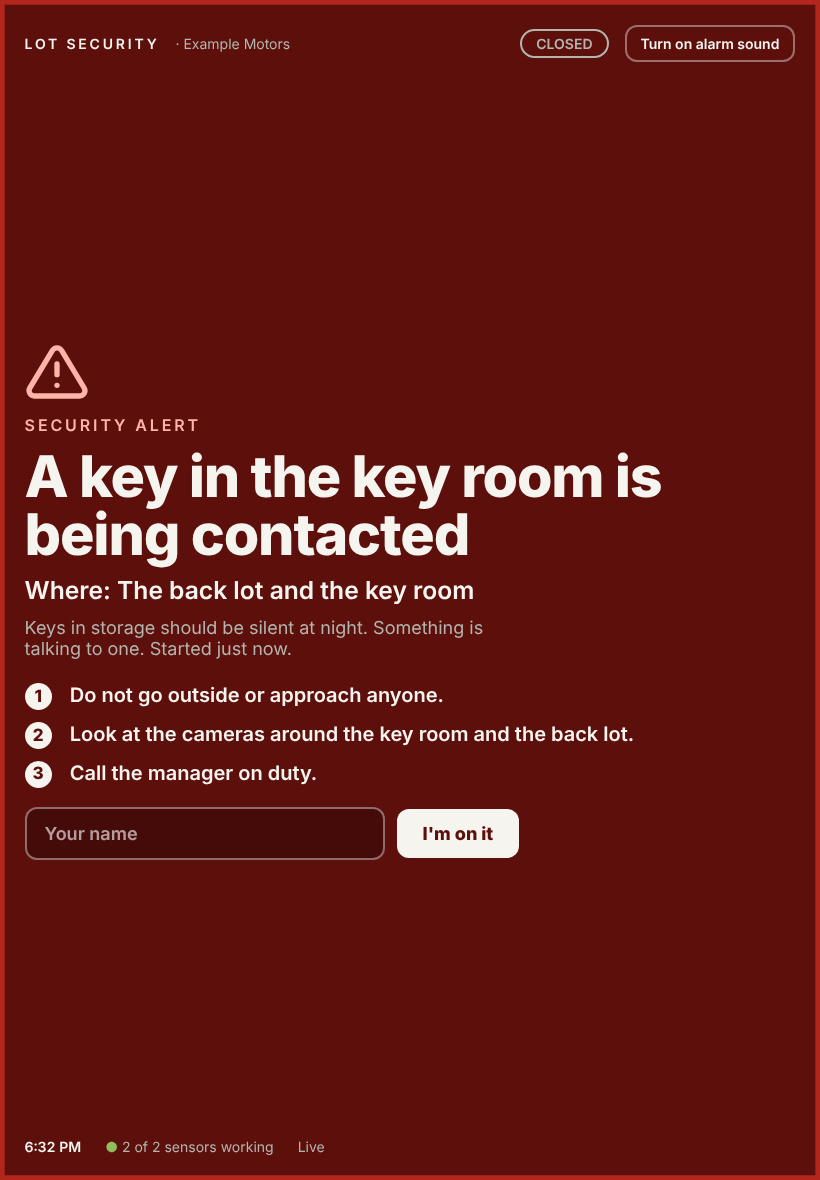 LOT SECURITY · Example Motors
CLOSED
Turn on alarm sound
SECURITY ALERT
A key in the key room is
being contacted
Where: The back lot and the key room
Keys in storage should be silent at night. Something is
talking to one. Started just now.
1 Do not go outside or approach anyone.
2 Look at the cameras around the key room and the back lot.
3 Call the manager on duty.
Your name
I'm on it
6:32 PM 2 of 2 sensors working Live